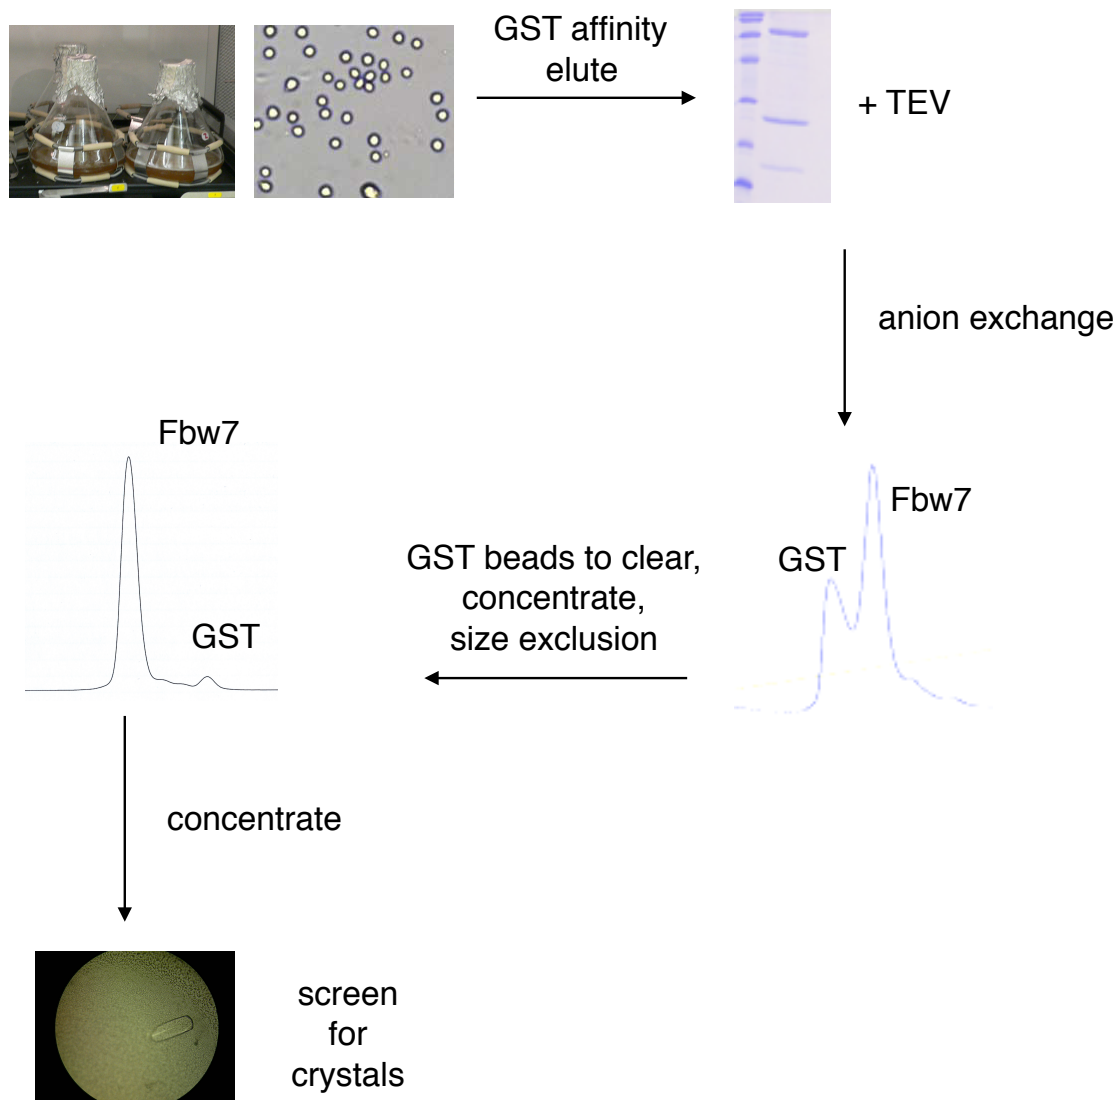 GST affinity
elute
+ TEV
anion exchange
Fbw7
GST
GST beads to clear,
concentrate,
size exclusion
Fbw7
GST
concentrate
screen
for
crystals